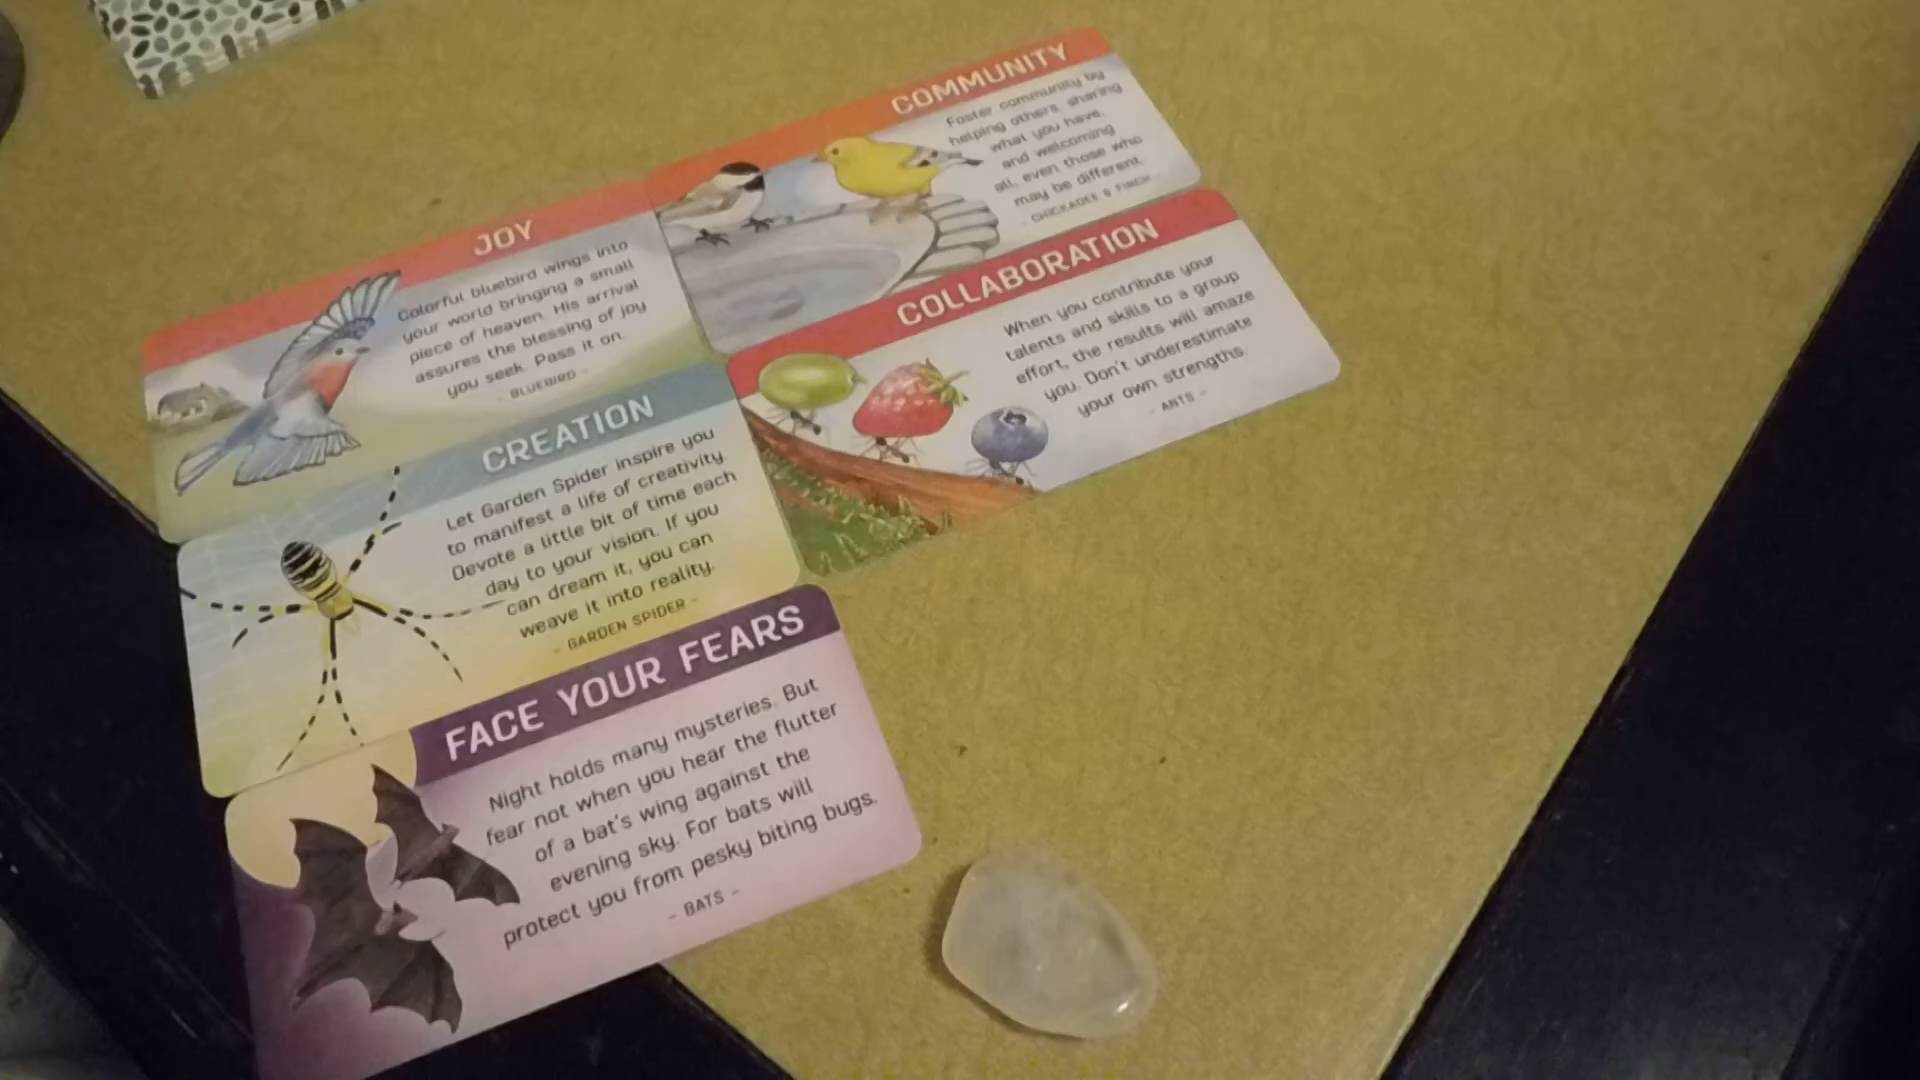 COMMUNITY
Foster community by
helping others, sharing
what you have,
and welcoming
all, even those who
may be different.
- CHICKADEE & FINCH -
JOY
Colorful bluebird wings into
your world bringing a small
piece of heaven. His arrival
assures the blessing of joy
you seek. Pass it on.
- BLUEBIRD -
COLLABORATION
When you contribute your
talents and skills to a group
effort, the results will amaze
you. Don't underestimate
your own strengths.
- ANTS -
CREATION
Let Garden Spider inspire you
to manifest a life of creativity.
Devote a little bit of time each
day to your vision. If you
can dream it, you can
weave it into reality.
- GARDEN SPIDER -
FACE YOUR FEARS
Night holds many mysteries. But
fear not when you hear the flutter
of a bat's wing against the
evening sky. For bats will
protect you from pesky biting bugs.
- BATS -